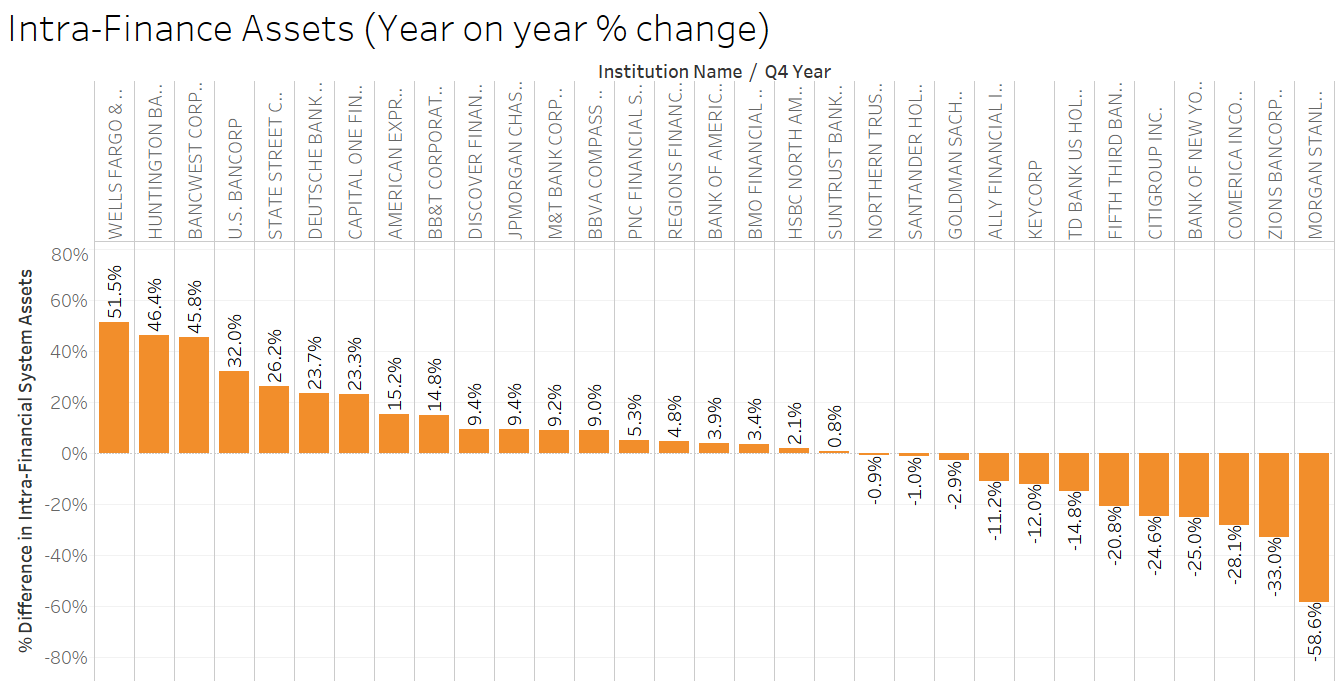 Intra-Finance Assets (Year on year % change)
Institution Name / Q4 Year
WELLS FARGO & ..
HUNTINGTON BA..
BANCWEST CORP..
U.S. BANCORP
STATE STREET C..
DEUTSCHE BANK ..
CAPITAL ONE FIN..
AMERICAN EXPR..
BB&T CORPORAT..
DISCOVER FINAN..
JPMORGAN CHAS..
M&T BANK CORP..
BBVA COMPASS ..
PNC FINANCIAL S..
REGIONS FINANC..
BANK OF AMERIC..
BMO FINANCIAL ..
HSBC NORTH AM..
SUNTRUST BANK..
NORTHERN TRUS..
SANTANDER HOL..
GOLDMAN SACH..
ALLY FINANCIAL I..
KEYCORP
TD BANK US HOL..
FIFTH THIRD BAN..
CITIGROUP INC.
BANK OF NEW YO..
COMERICA INCO..
ZIONS BANCORP..
MORGAN STANL..
% Difference in Intra-Financial System Assets
80%
60%
40%
20%
0%
-20%
-40%
-60%
-80%
51.5%
46.4%
45.8%
32.0%
26.2%
23.7%
23.3%
15.2%
14.8%
9.4%
9.4%
9.2%
9.0%
5.3%
4.8%
3.9%
3.4%
2.1%
0.8%
-0.9%
-1.0%
-2.9%
-11.2%
-12.0%
-14.8%
-20.8%
-24.6%
-25.0%
-28.1%
-33.0%
-58.6%